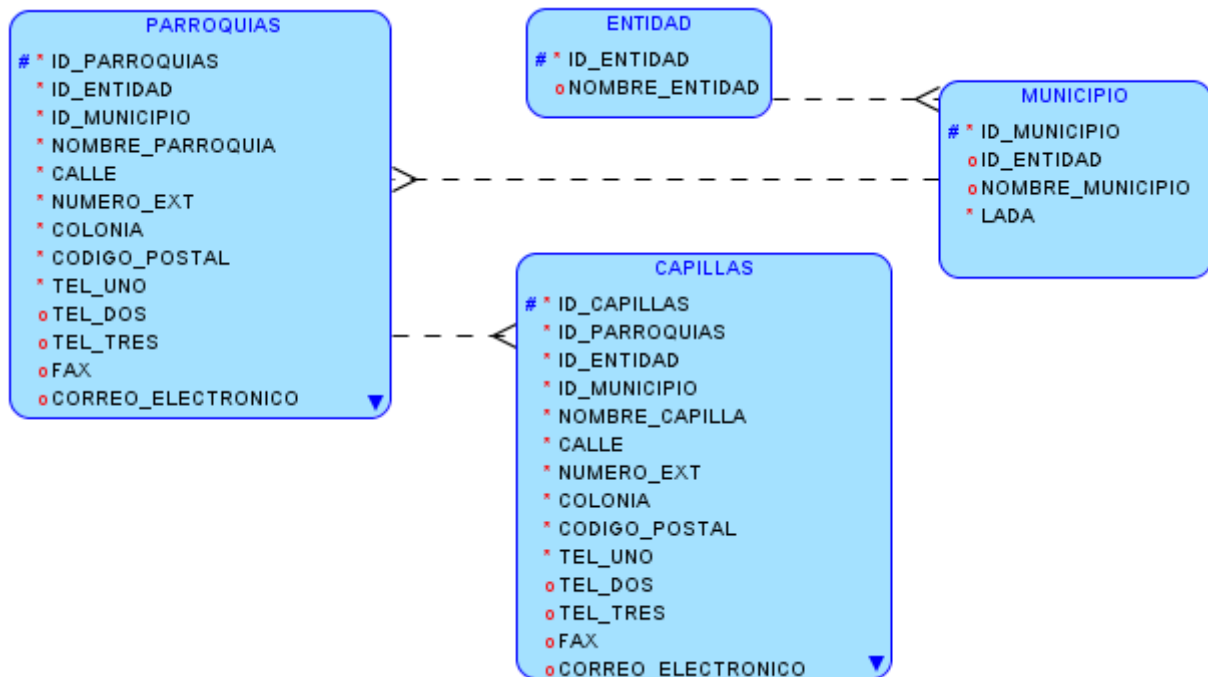 PARROQUIAS
# * ID_PARROQUIAS
* ID_ENTIDAD
* ID_MUNICIPIO
* NOMBRE_PARROQUIA
* CALLE
* NUMERO_EXT
* COLONIA
* CODIGO_POSTAL
* TEL_UNO
o TEL_DOS
o TEL_TRES
o FAX
o CORREO_ELECTRONICO
ENTIDAD
# * ID_ENTIDAD
o NOMBRE_ENTIDAD
MUNICIPIO
# * ID_MUNICIPIO
o ID_ENTIDAD
o NOMBRE_MUNICIPIO
* LADA
CAPILLAS
# * ID_CAPILLAS
* ID_PARROQUIAS
* ID_ENTIDAD
* ID_MUNICIPIO
* NOMBRE_CAPILLA
* CALLE
* NUMERO_EXT
* COLONIA
* CODIGO_POSTAL
* TEL_UNO
o TEL_DOS
o TEL_TRES
o FAX
o CORREO_ELECTRONICO